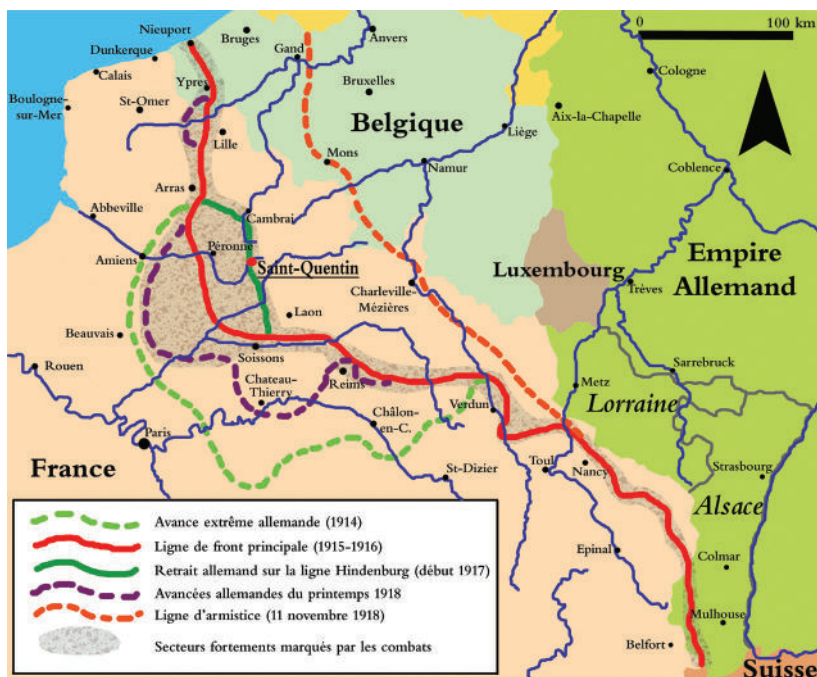 0
100 km
Nieuport
Bruges
Anvers
Dunkerque
Gand
Calais
Cologne
Ypres
Bruxelles
Boulogne-
sur-Mer
St-Omer
Aix-la-Chapelle
Belgique
Lille
Liège
Mons
Namur
Coblence
Arras
Abbeville
Cambrai
Empire
Allemand
Péronne
Amiens
Saint-Quentin
Luxembourg
Trèves
Charleville-
Mézières
Laon
Beauvais
Soissons
Rouen
Reims
Sarrebruck
Metz
Chateau-
Thierry
Lorraine
Verdun
Châlon-
en-C.
Paris
France
Toul
Nancy
St-Dizier
Strasbourg
Alsace
Epinal
Colmar
Mulhouse
Belfort
Suisse
Avance extrême allemande (1914)
Ligne de front principale (1915-1916)
Retrait allemand sur la ligne Hindenburg (début 1917)
Avancées allemandes du printemps 1918
Ligne d'armistice (11 novembre 1918)
Secteurs fortements marqués par les combats